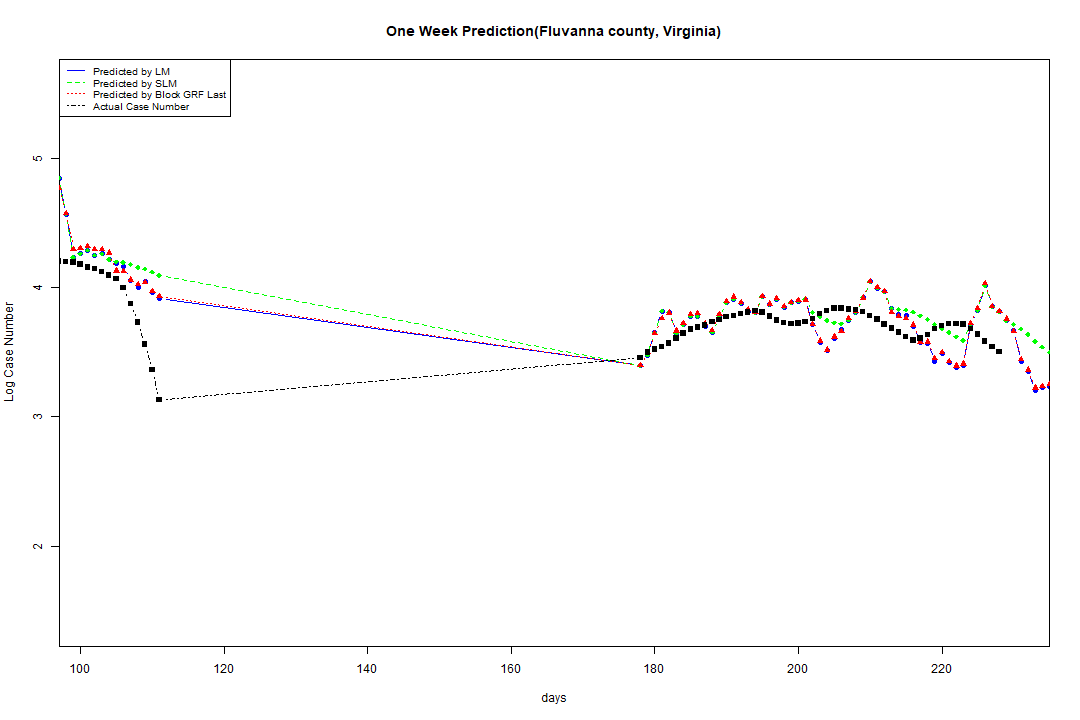 One Week Prediction(Fluvanna county, Virginia)
Predicted by LM
Predicted by SLM
Predicted by Block GRF Last
Actual Case Number
5
4
3
2
Log Case Number
100 120 140 160 180 200 220
days